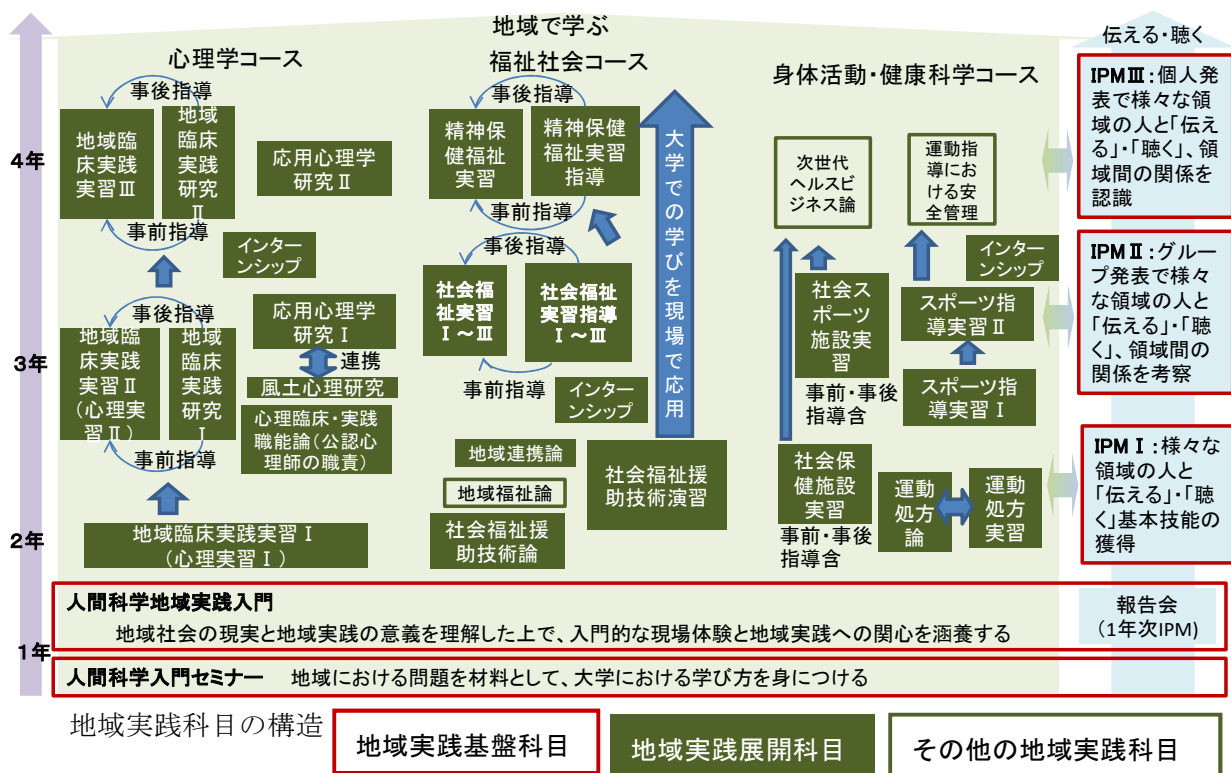 地域で学ぶ
伝える・聴く
心理学コース
福祉社会コース
身体活動・健康科学コース
4年
3年
2年
1年
事後指導
地域臨
床実践
実習Ⅲ
地域
臨床
実践
研究
Ⅱ
事前指導
応用心理学
研究Ⅱ
インター
ンシップ
事後指導
地域臨
床実践
実習Ⅱ
(心理実
習Ⅱ)
地域
臨床
実践
研究
Ⅰ
事前指導
応用心理学
研究Ⅰ
連携
風土心理研究
心理臨床・実践
職能論(公認心
理師の職責)
地域臨床実践実習Ⅰ
(心理実習Ⅰ)
事後指導
精神保
健福祉
実習
精神保健
福祉実習
指導
事前指導
事後指導
社会福
祉実習
Ⅰ～Ⅲ
社会福祉
実習指導
Ⅰ～Ⅲ
事前指導
インター
ンシップ
大学での学びを現場で応用
地域連携論
地域福祉論
社会福祉援
助技術論
社会福祉援
助技術演習
次世代
ヘルスビ
ジネス論
運動指
導にお
ける安
全管理
インター
ンシップ
社会ス
ポーツ
施設実
習
事前・事後
指導含
スポーツ指
導実習Ⅱ
スポーツ指
導実習Ⅰ
社会保
健施設
実習
事前・事後
指導含
運動
処方
論
運動
処方
実習
IPMⅢ:個人発
表で様々な領
域の人と「伝え
る」・「聴く」、領
域間の関係を
認識
IPMⅡ:グルー
プ発表で様々
な領域の人と
「伝える」・「聴
く」、領域間の
関係を考察
IPMⅠ:様々な
領域の人と
「伝える」・「聴
く」基本技能の
獲得
人間科学地域実践入門
地域社会の現実と地域実践の意義を理解した上で、入門的な現場体験と地域実践への関心を涵養する
報告会
(1年次IPM)
人間科学入門セミナー 地域における問題を材料として、大学における学び方を身につける
地域実践科目の構造
地域実践基盤科目
地域実践展開科目
その他の地域実践科目